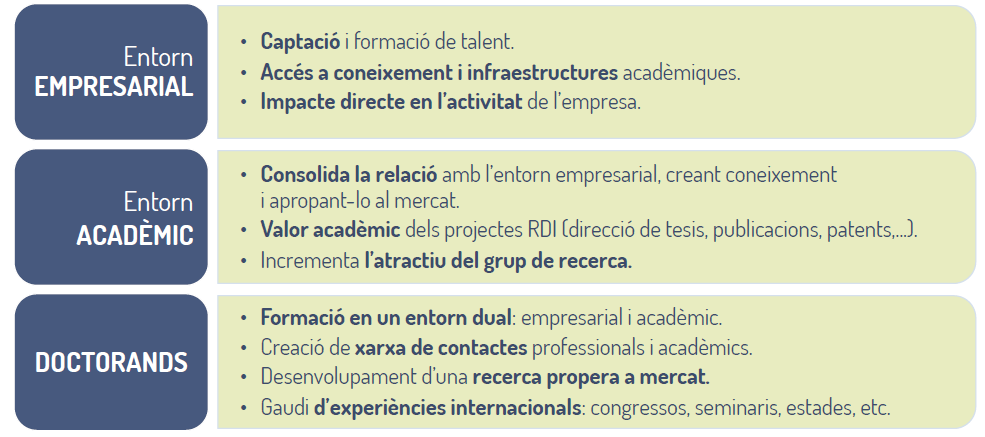 Entorn
EMPRESARIAL
• Captació i formació de talent.
• Accés a coneixement i infraestructures acadèmiques.
• Impacte directe en l'activitat de l'empresa.
Entorn
ACADÈMIC
• Consolida la relació amb l'entorn empresarial, creant coneixement
i apropant-lo al mercat.
• Valor acadèmic dels projectes RDI (direcció de tesis, publicacions, patents,...).
• Incrementa l'atractiu del grup de recerca.
DOCTORANDS
• Formació en un entorn dual: empresarial i acadèmic.
• Creació de xarxa de contactes professionals i acadèmics.
• Desenvolupament d'una recerca propera a mercat.
• Gaudi d'experiències internacionals: congressos, seminaris, estades, etc.